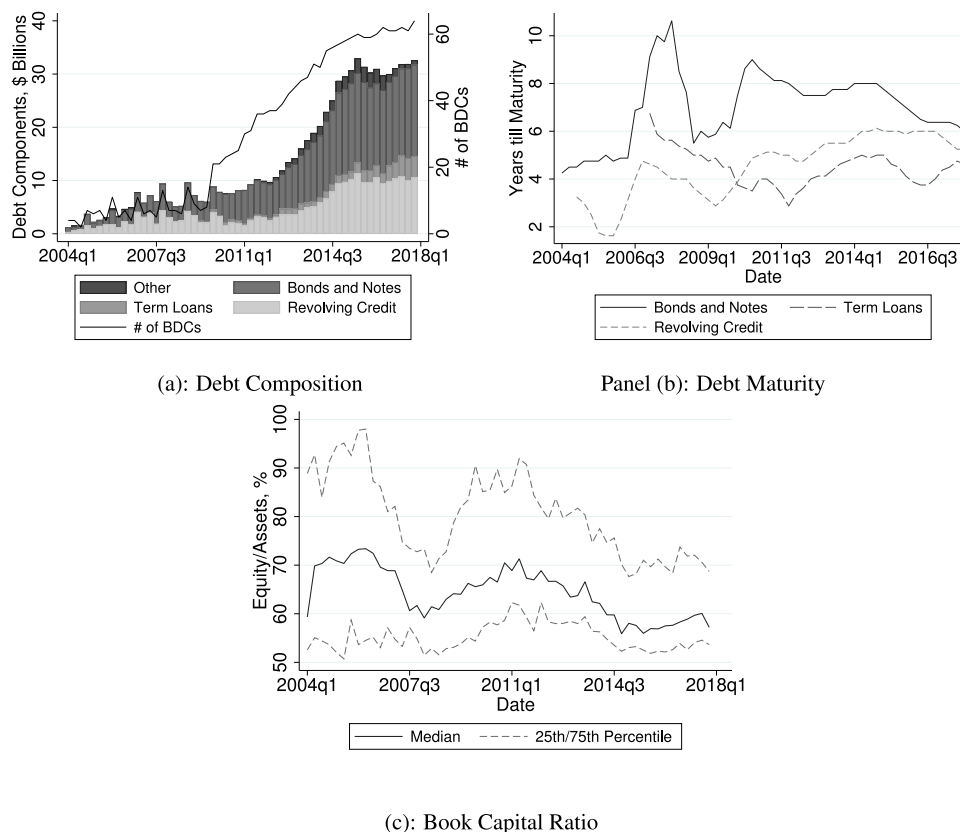 Debt Components, $ Billions
0 10 20 30 40
# of BDCs
0 20 40 60
2004q1 2007q3 2011q1 2014q3 2018q1
Other
Bonds and Notes
Term Loans
Revolving Credit
# of BDCs
(a): Debt Composition
Years till Maturity
2 4 6 8 10
2004q1 2006q3 2009q1 2011q3 2014q1 2016q3
Date
Bonds and Notes
Term Loans
Revolving Credit
Panel (b): Debt Maturity
Equity/Assets, %
50 60 70 80 90 100
2004q1 2007q3 2011q1 2014q3 2018q1
Date
Median
25th/75th Percentile
(c): Book Capital Ratio